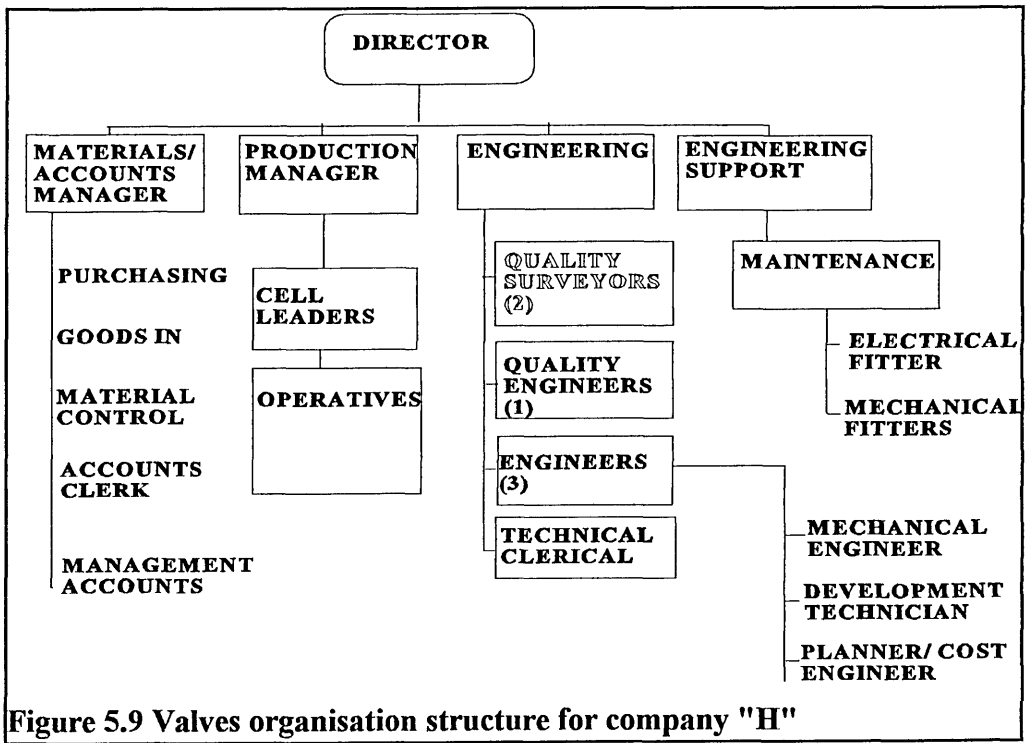 DIRECTOR
MATERIALS/
ACCOUNTS
MANAGER
PURCHASING
GOODS IN
MATERIAL
CONTROL
ACCOUNTS
CLERK
MANAGEMENT
ACCOUNTS
PRODUCTION
MANAGER
CELL
LEADERS
OPERATIVES
ENGINEERING
QUALITY
SURVEYORS
(2)
QUALITY
ENGINEERS
(1)
ENGINEERS
(3)
TECHNICAL
CLERICAL
MECHANICAL
ENGINEER
DEVELOPMENT
TECHNICIAN
PLANNER/ COST
ENGINEER
ENGINEERING
SUPPORT
MAINTENANCE
ELECTRICAL
FITTER
MECHANICAL
FITTERS
Figure 5.9 Valves organisation structure for company "H"